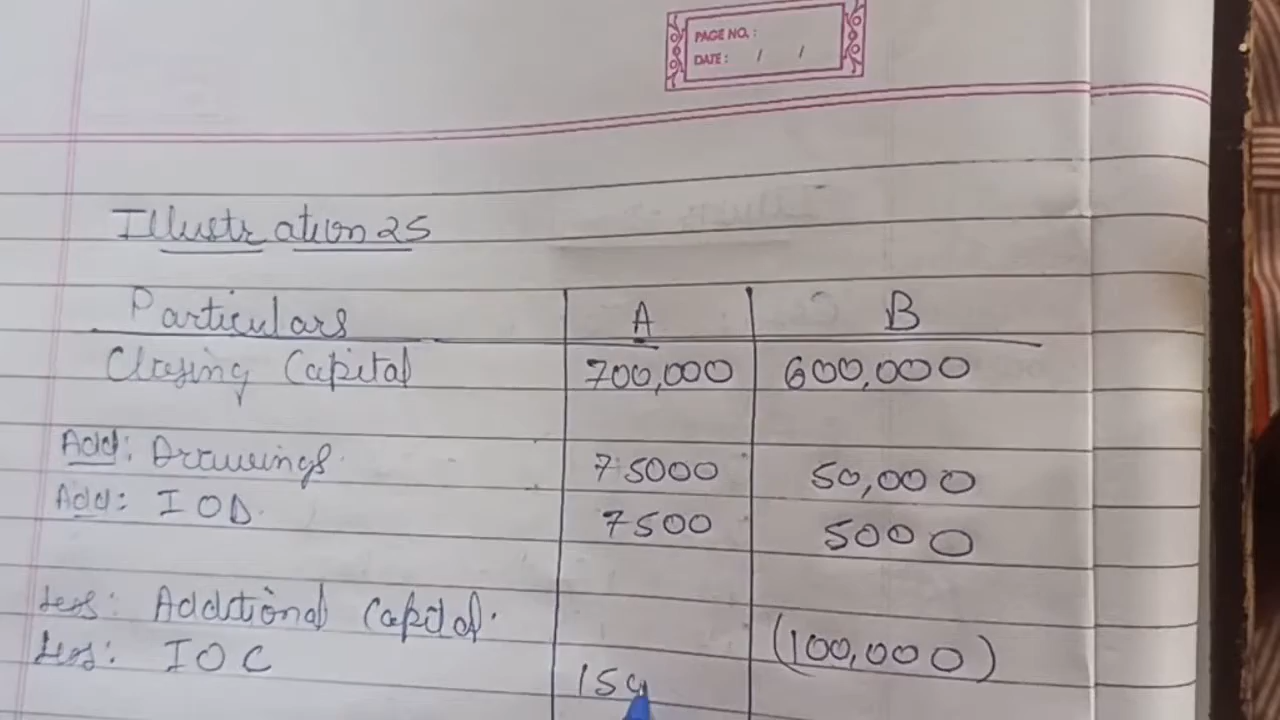 PAGE NO. :
DATE : / /
Illustration 25
Particulars A B
Closing Capital 700,000 600,000
Add: Drawings 75000 50,000
Add: IOD 7500 5000
Less: Additional Capital.
(100,000)
Less: IOC
150